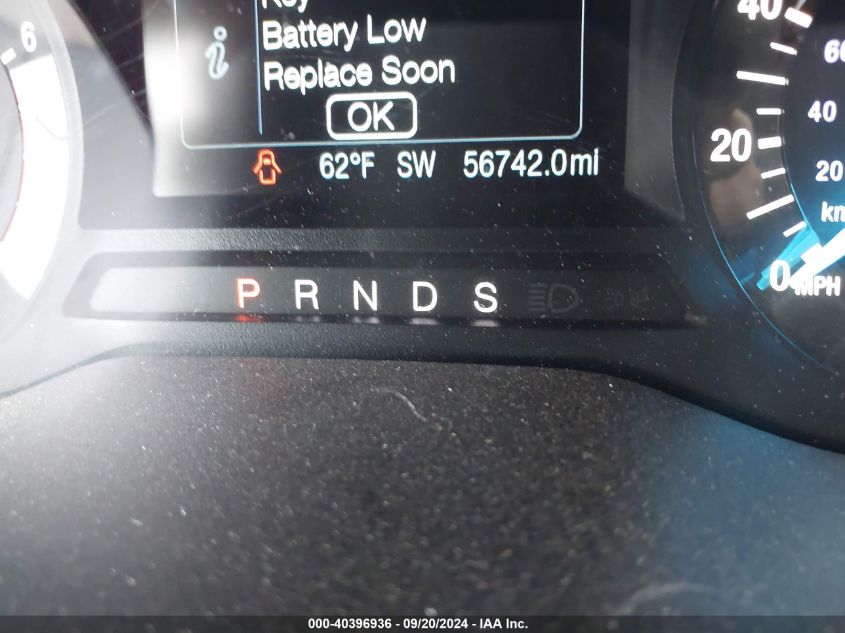 Key
Battery Low
Replace Soon
OK
62°F SW 56742.0mi
6
40
20
0
MPH
60
40
20
P R N D S
000-40396936 - 09/20/2024 - IAA Inc.